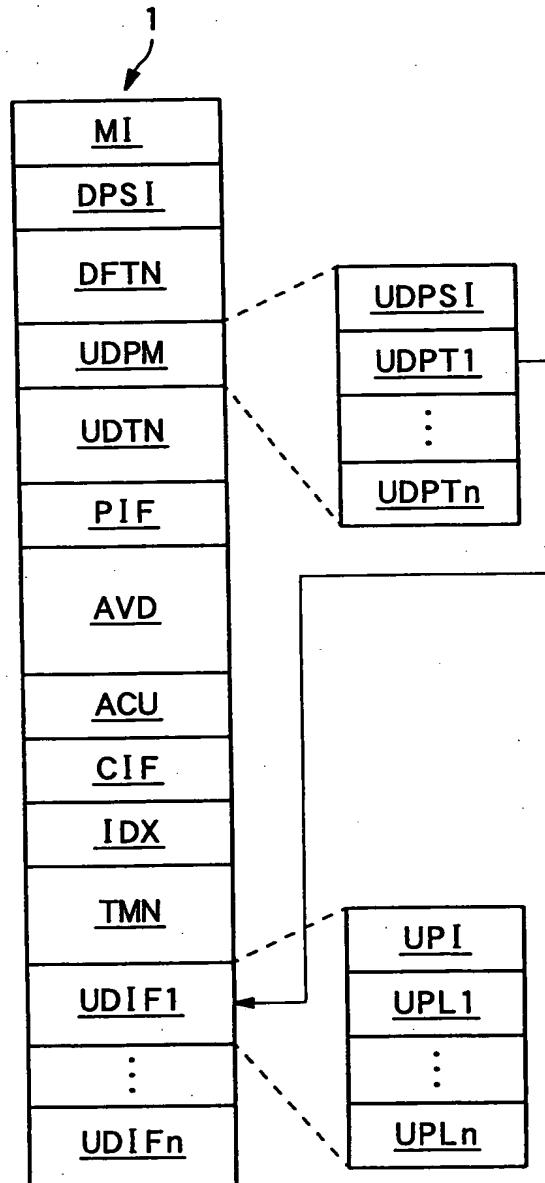 1
MI
DPSI
DFTN
UDPM
UDTN
PIF
AVD
ACU
CIF
IDX
TMN
UDIF1
⋮
UDIFn
UDPSI
UDPT1
⋮
UDPTn
UPI
UPL1
⋮
UPLn